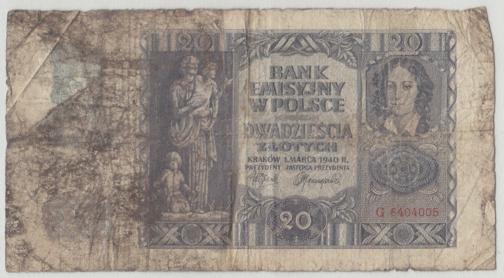 20 20
BANK
EMISYJNY
W POLSCE
DWADZIEŚCIA
ZŁOTYCH
KRAKÓW 1. MARCA 1940 R.
PREZYDENT ZASTĘPCA PREZYDENTA
20
G 6404005